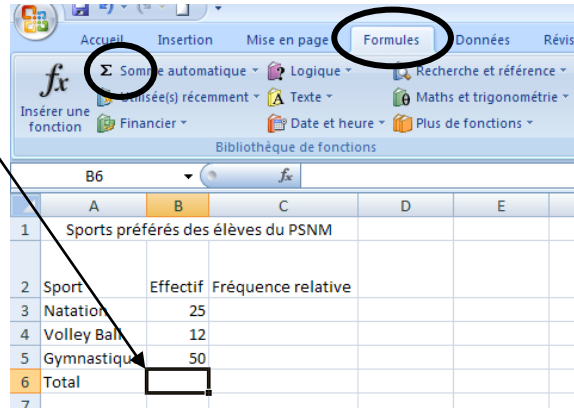 Accueil Insertion Mise en page Formules Données Révis
fx Σ Somme automatique Logique Recherche et référence
Utilisée(s) récemment Texte Maths et trigonométrie
Insérer une fonction Financier Date et heure Plus de fonctions
Bibliothèque de fonctions
B6 fx
A B C D E
1 Sports préférés des élèves du PSNM
2 Sport Effectif Fréquence relative
3 Natation 25
4 Volley Ball 12
5 Gymnastiqu 50
6 Total
7